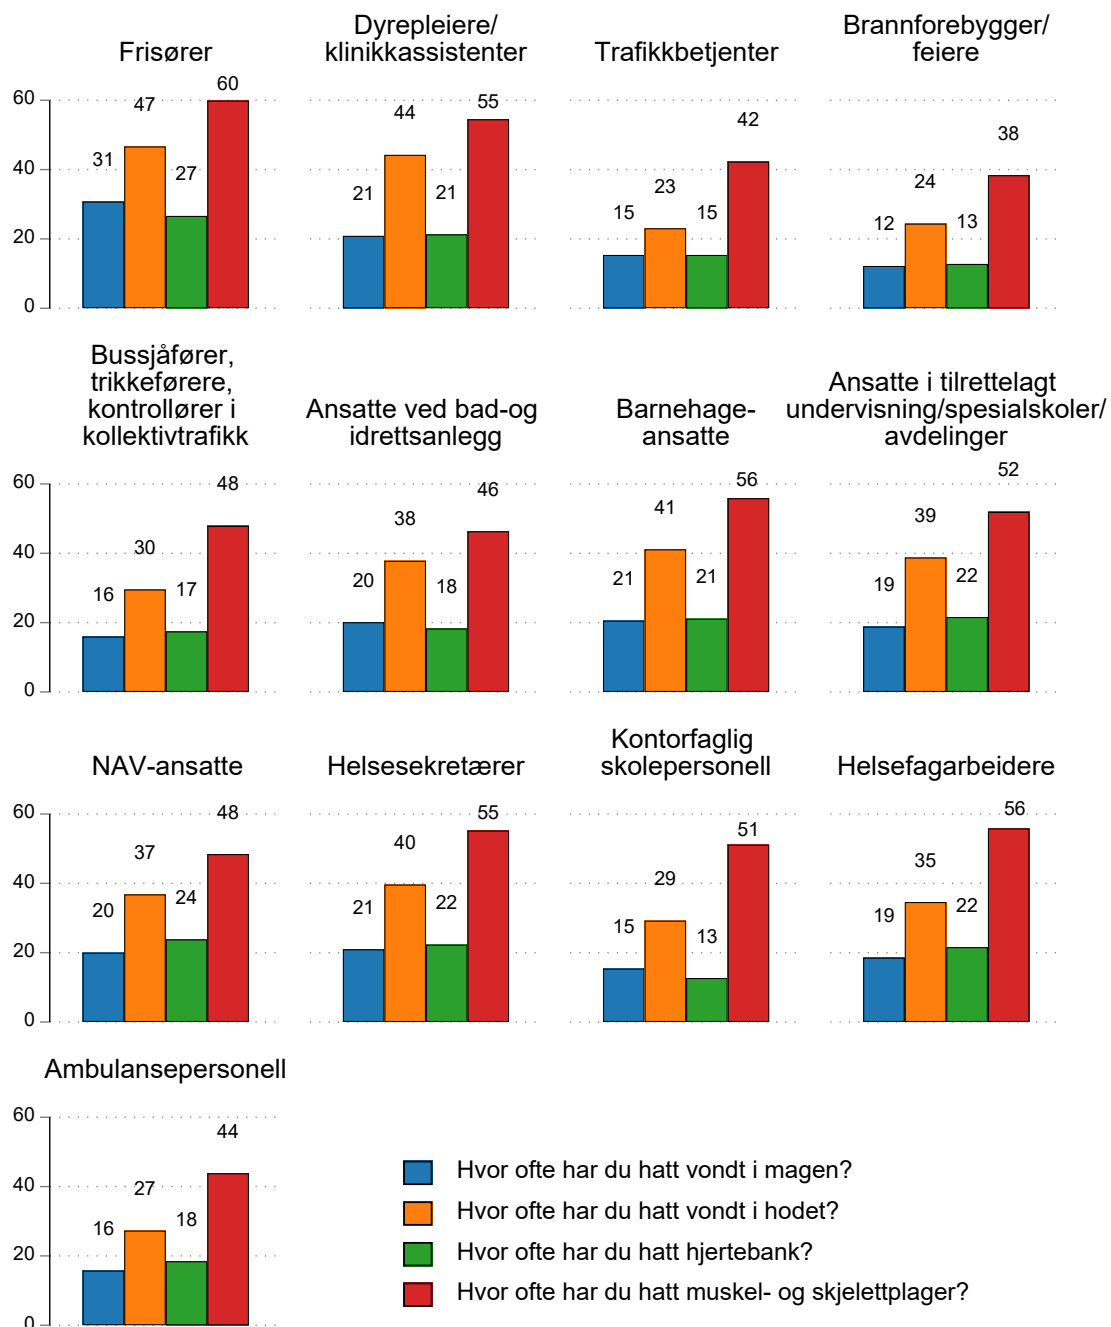 Frisører
Dyrepleiere/
klinikkassistenter
Trafikkbetjenter
Brannforebygger/
feiere
60
40
20
0
31
47
27
60
21
44
21
55
15
23
15
42
12
24
13
38
Bussjåfører,
trikkeførere,
kontrollører i
kollektivtrafikk
Ansatte ved bad-og
idrettsanlegg
Barnehage-
ansatte
Ansatte i tilrettelagt
undervisning/spesialskoler/
avdelinger
60
40
20
0
16
30
17
48
20
38
18
46
21
41
21
56
19
39
22
52
NAV-ansatte
Helsesekretærer
Kontorfaglig
skolepersonell
Helsefagarbeidere
60
40
20
0
20
37
24
48
21
40
22
55
15
29
13
51
19
35
22
56
Ambulansepersonell
60
40
20
0
16
27
18
44
Hvor ofte har du hatt vondt i magen?
Hvor ofte har du hatt vondt i hodet?
Hvor ofte har du hatt hjertebank?
Hvor ofte har du hatt muskel- og skjelettplager?